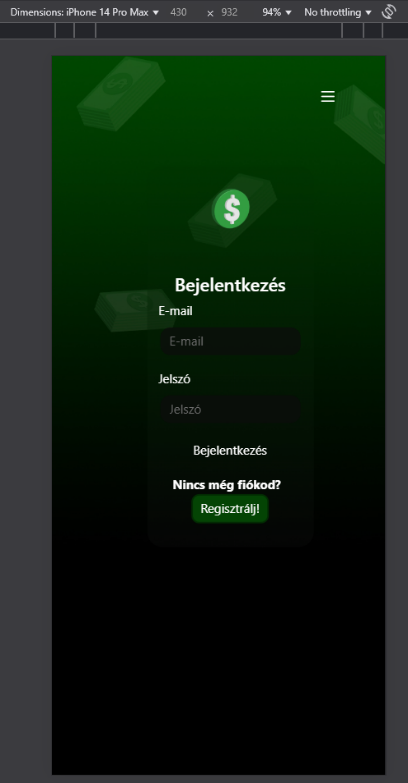 Dimensions: iPhone 14 Pro Max ▼ 430 × 932 94% ▼ No throttling ▼
$
Bejelentkezés
E-mail
E-mail
Jelszó
Jelszó
Bejelentkezés
Nincs még fiókod?
Regisztrálj!